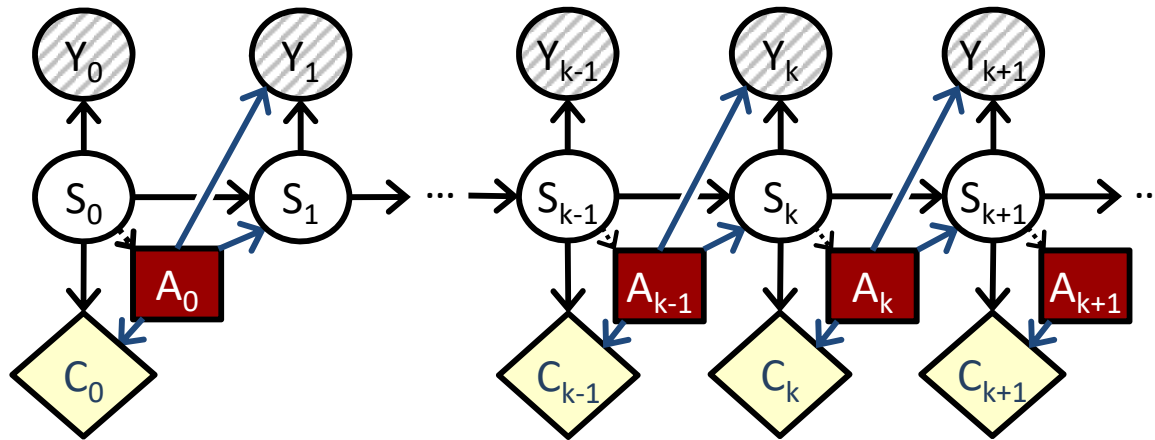 Y₀ Y₁ Yₖ₋₁ Yₖ Yₖ₊₁
S₀ S₁ ... Sₖ₋₁ Sₖ Sₖ₊₁ ..
A₀ Aₖ₋₁ Aₖ Aₖ₊₁
C₀ Cₖ₋₁ Cₖ Cₖ₊₁